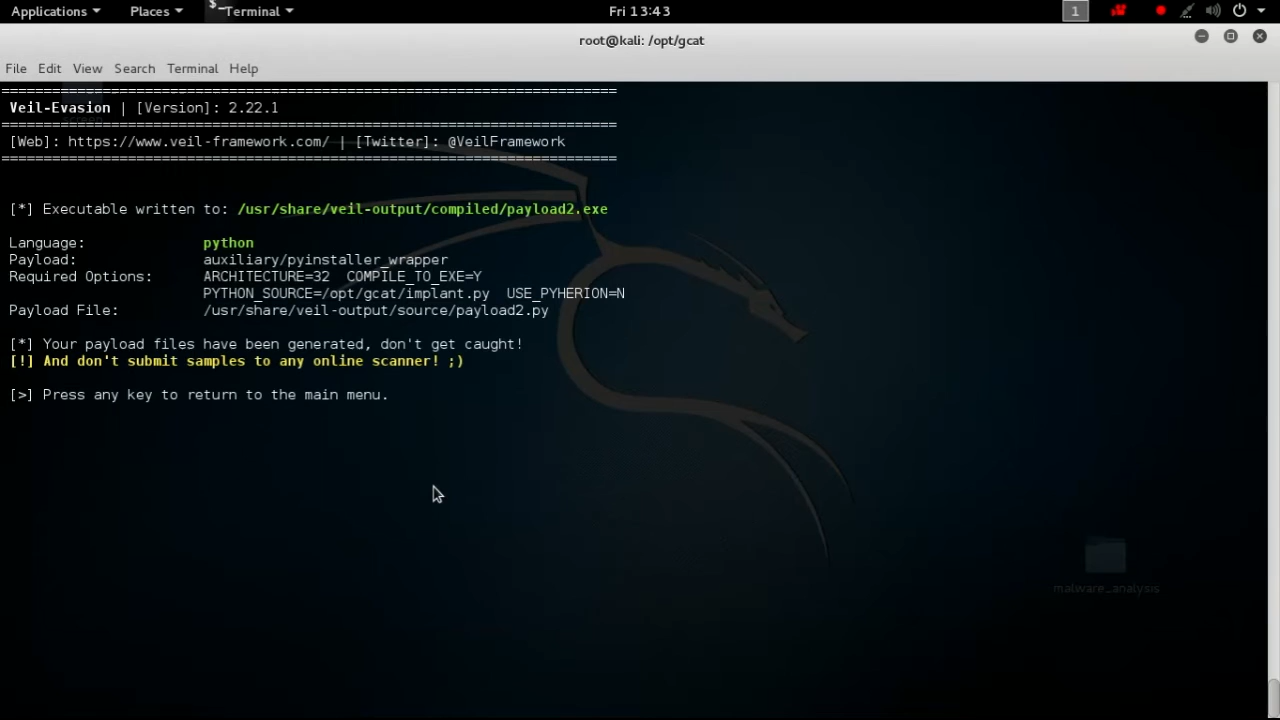 Applications Places Terminal Fri 13:43 1
root@kali: /opt/gcat
File Edit View Search Terminal Help
=========================================================================
Veil-Evasion | [Version]: 2.22.1
=========================================================================
[Web]: https://www.veil-framework.com/ | [Twitter]: @VeilFramework
=========================================================================
[*] Executable written to: /usr/share/veil-output/compiled/payload2.exe
Language: python
Payload: auxiliary/pyinstaller_wrapper
Required Options: ARCHITECTURE=32 COMPILE_TO_EXE=Y
PYTHON_SOURCE=/opt/gcat/implant.py USE_PYHERION=N
Payload File: /usr/share/veil-output/source/payload2.py
[*] Your payload files have been generated, don't get caught!
[!] And don't submit samples to any online scanner! ;)
[>] Press any key to return to the main menu.
malware_analysis